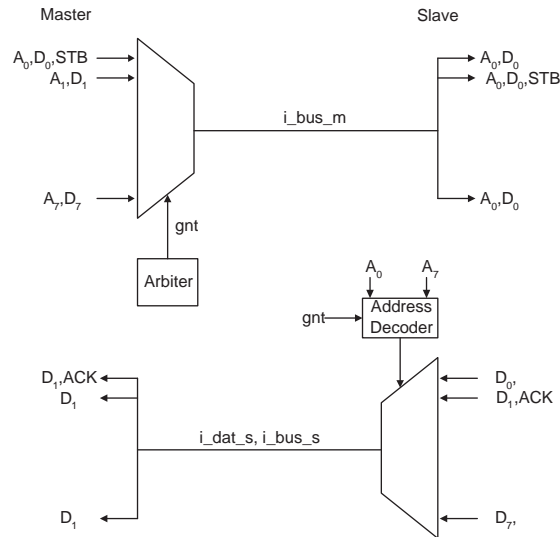 Master
Slave
A0,D0,STB
A1,D1
A7,D7
i_bus_m
A0,D0
A0,D0,STB
A0,D0
gnt
Arbiter
A0
A7
gnt
Address
Decoder
D1,ACK
D1
D1
i_dat_s, i_bus_s
D0,
D1,ACK
D7,